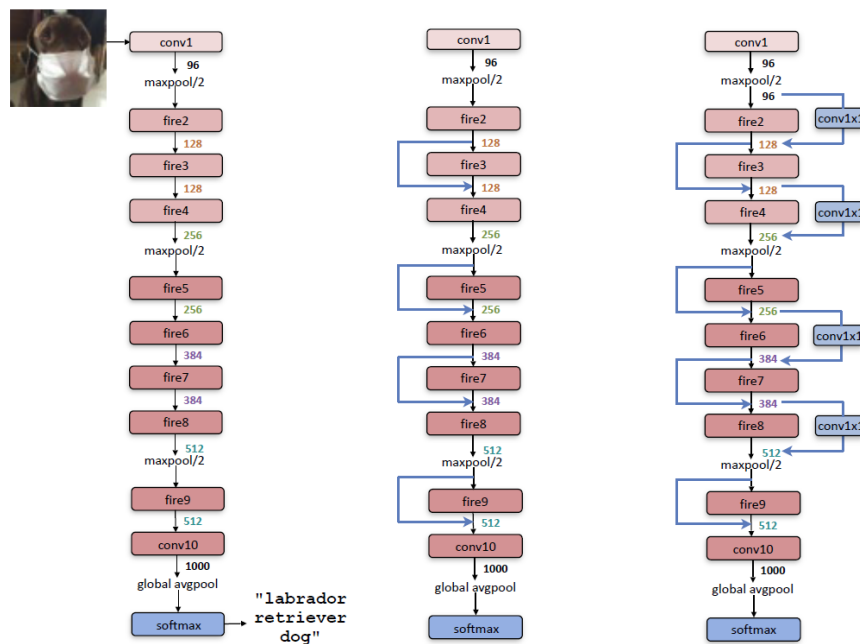 conv1
96
maxpool/2
fire2
128
fire3
128
fire4
256
maxpool/2
fire5
256
fire6
384
fire7
384
fire8
512
maxpool/2
fire9
512
conv10
1000
global avgpool
softmax
"labrador
retriever
dog"
conv1
96
maxpool/2
fire2
128
fire3
128
fire4
256
maxpool/2
fire5
256
fire6
384
fire7
384
fire8
512
maxpool/2
fire9
512
conv10
1000
global avgpool
softmax
conv1
96
maxpool/2
96
conv1x1
fire2
128
fire3
128
fire4
conv1x1
256
maxpool/2
fire5
256
fire6
conv1x1
384
fire7
384
fire8
conv1x1
512
maxpool/2
fire9
512
conv10
1000
global avgpool
softmax